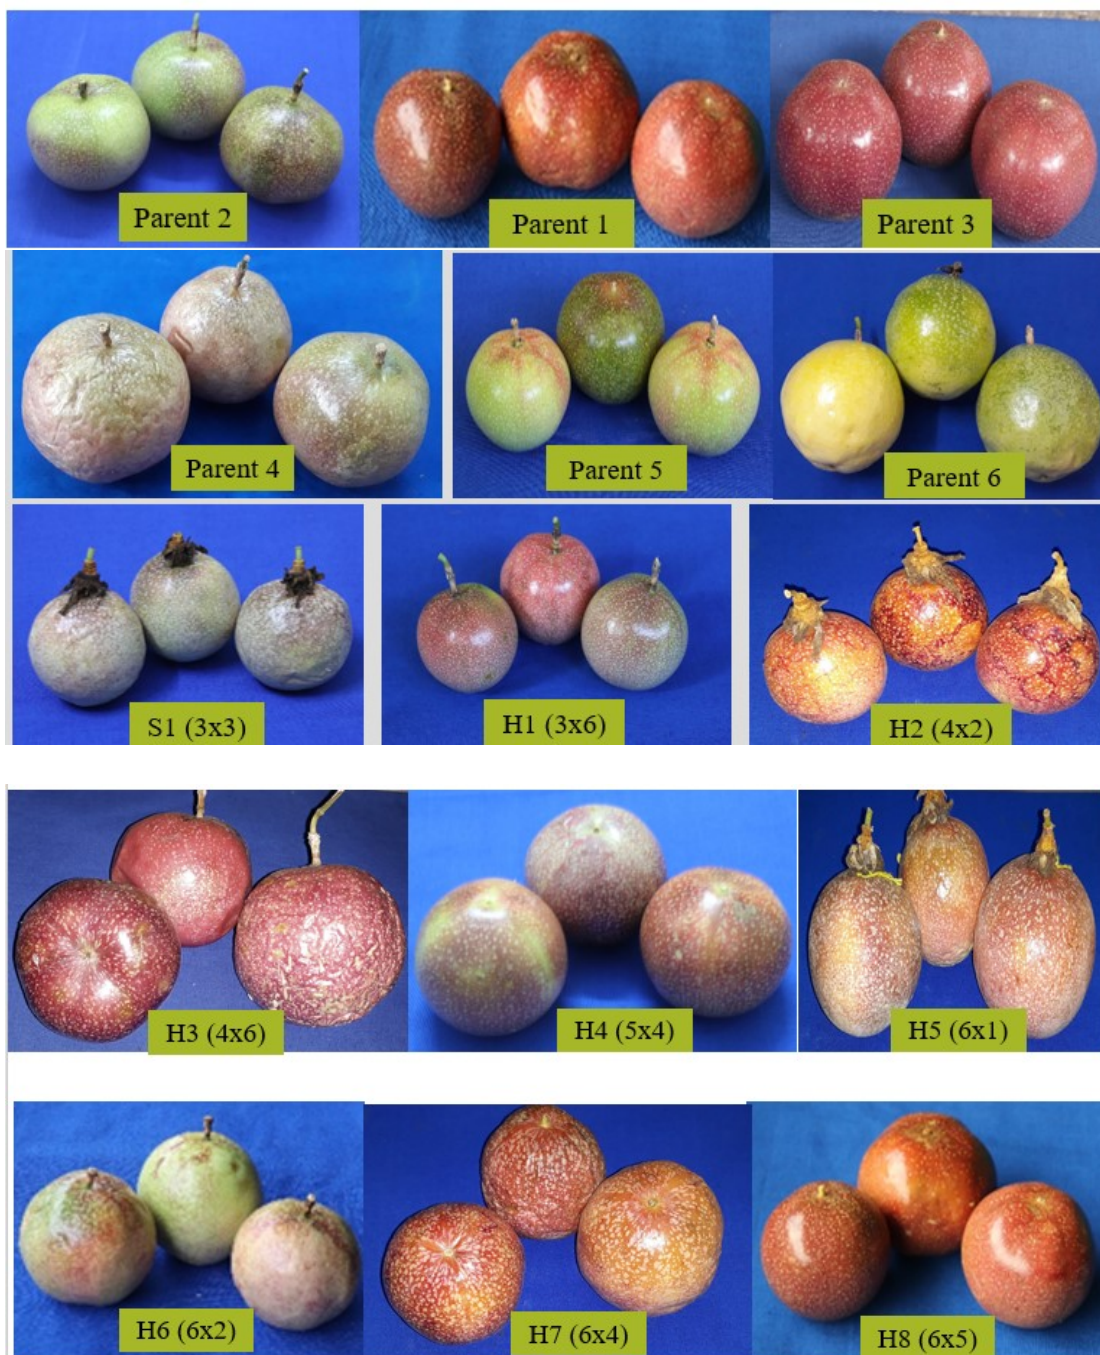 Parent 2
Parent 1
Parent 3
Parent 4
Parent 5
Parent 6
S1 (3x3)
H1 (3x6)
H2 (4x2)
H3 (4x6)
H4 (5x4)
H5 (6x1)
H6 (6x2)
H7 (6x4)
H8 (6x5)